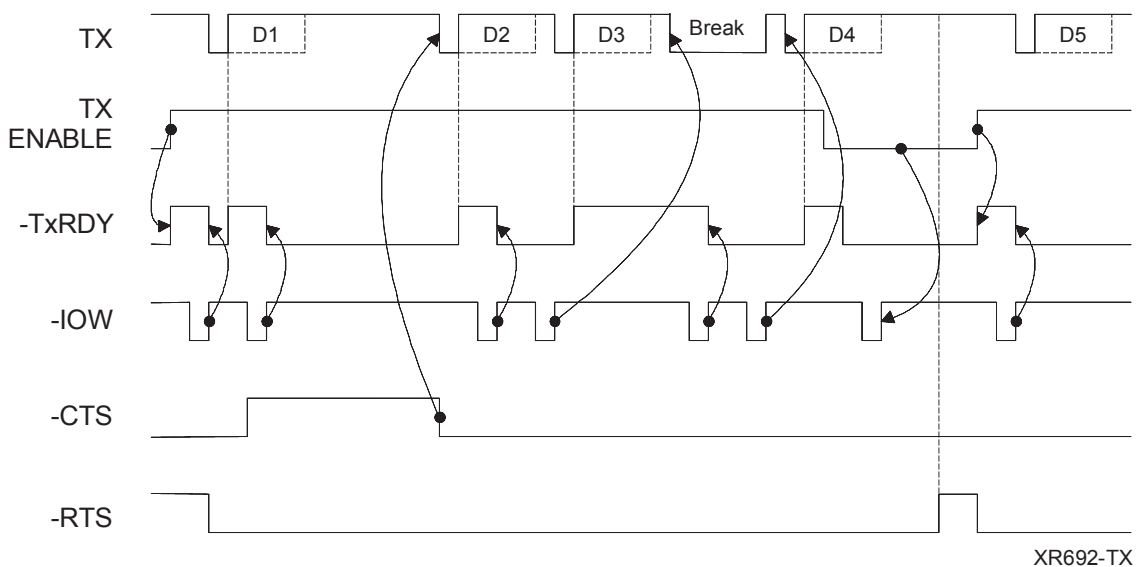 TX
D1
D2
D3
Break
D4
D5
TX
ENABLE
-TxRDY
-IOW
-CTS
-RTS
XR692-TX